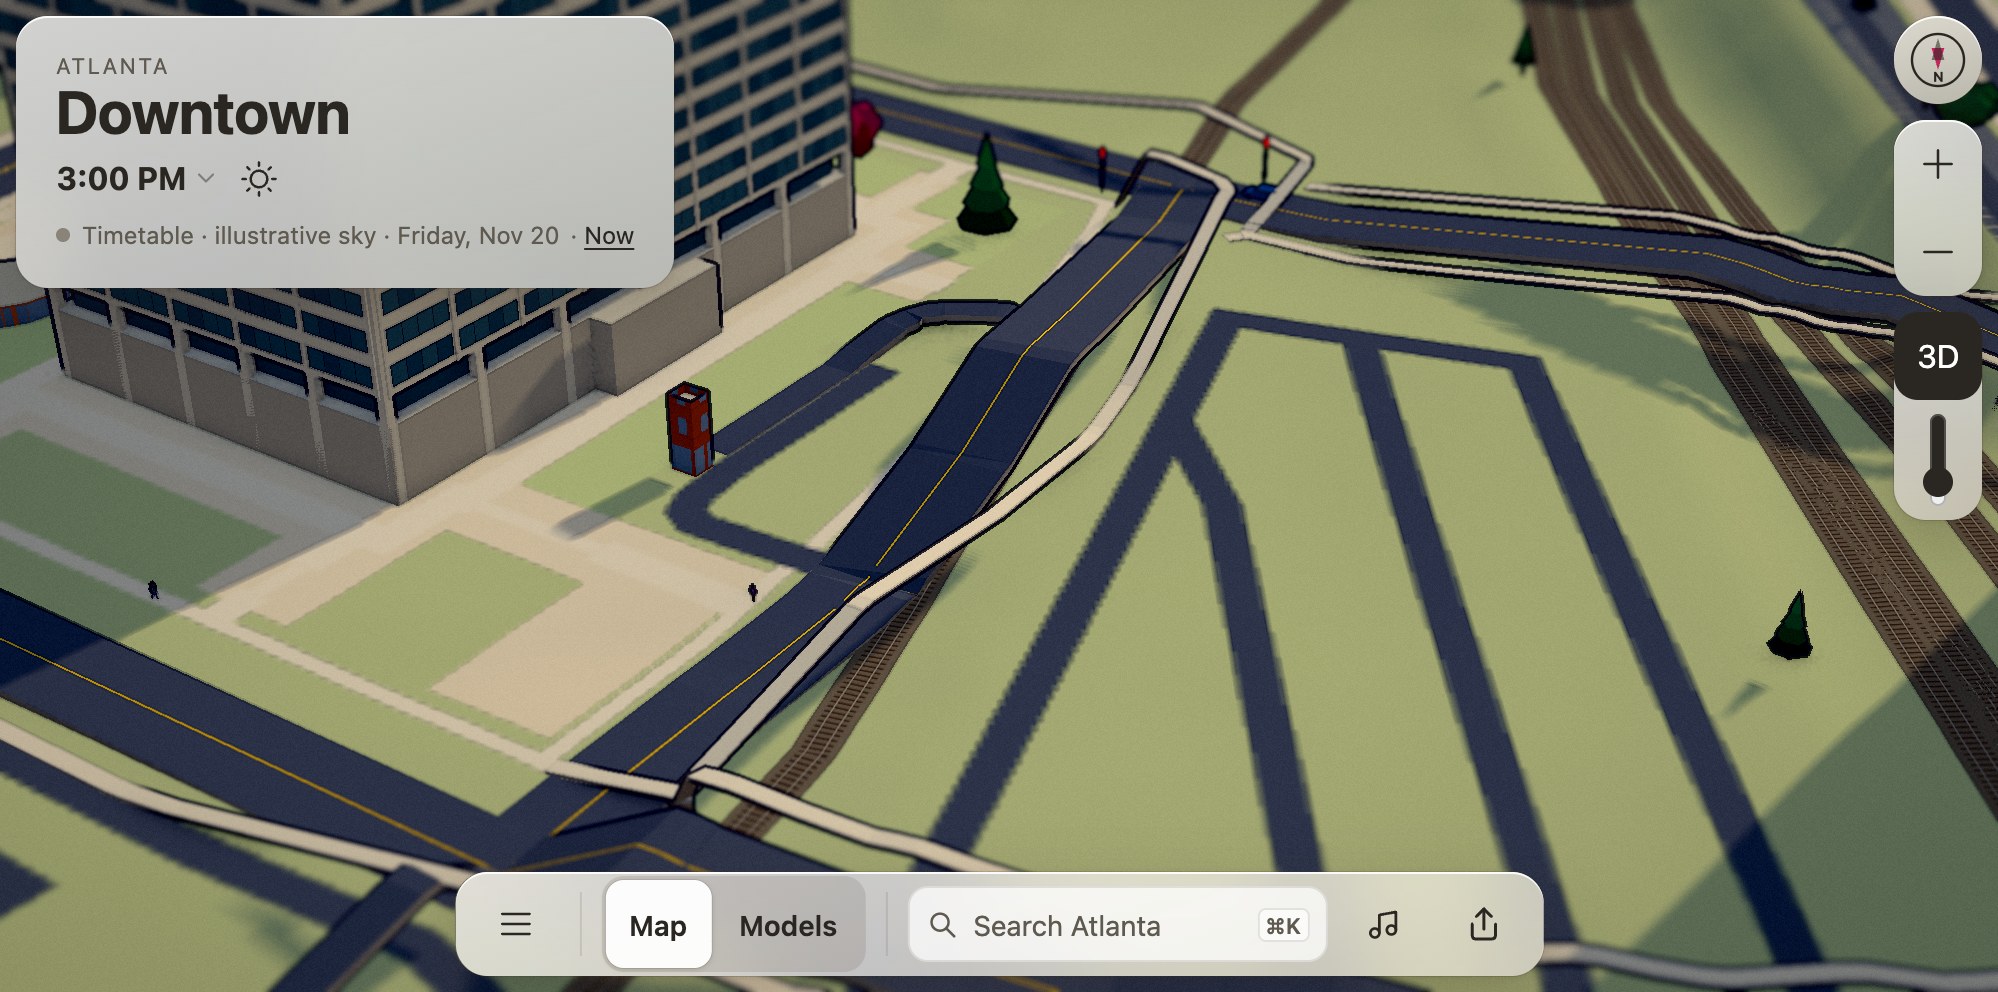 ATLANTA
Downtown
3:00 PM
Timetable · illustrative sky · Friday, Nov 20 · Now
N
3D
Map
Models
Search Atlanta
⌘K